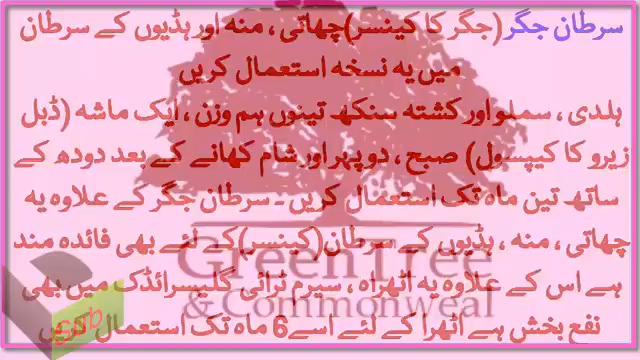 سرطان جگر (جگر کا کینسر) چھاتی ، منہ اور ہڈیوں کے سرطان
میں یہ نسخہ استعمال کریں
ہلدی ، سملو اور کشتہ سنکھ تینوں ہم وزن ، ایک ماشہ (ڈبل
زیرو کا کیپسول) صبح ، دوپہر اور شام کھانے کے بعد دودھ کے
ساتھ تین ماہ تک استعمال کریں۔ سرطان جگر کے علاوہ یہ
چھاتی ، منہ ، ہڈیوں کے سرطان (کینسر) کے لئے بھی فائدہ مند
ہے اس کے علاوہ یہ اٹھراہ ، سیرم ٹرائی گلیسرائڈک میں بھی
نفع بخش ہے اٹھرا کے لئے اسے 6 ماہ تک استعمال کریں
GreenTree
& Commonweal
Srb